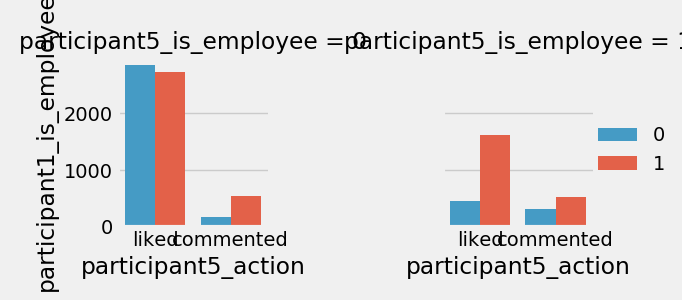 participant5_is_employee = 0
participant5_is_employee = 1
participant1_is_employee
2000
1000
0
liked
commented
liked
commented
participant5_action
participant5_action
0
1